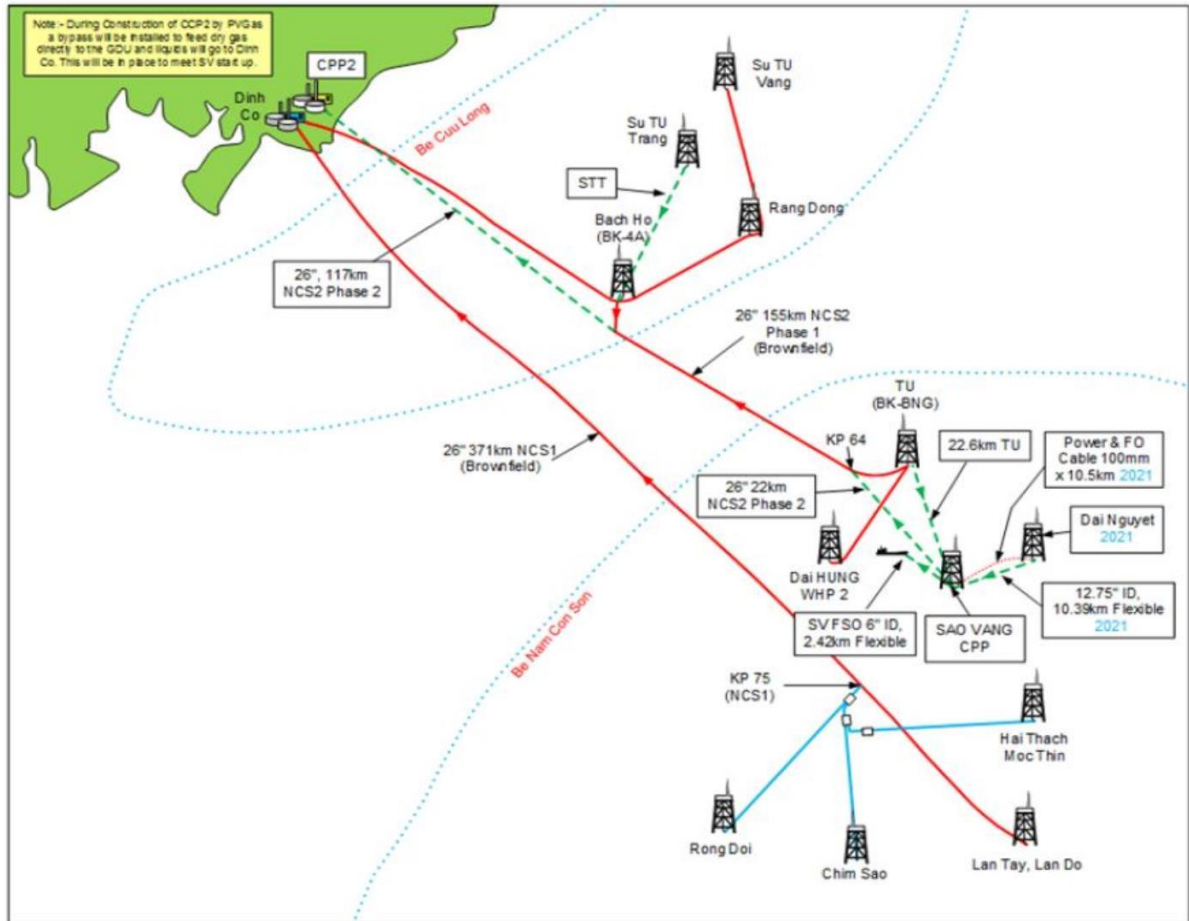 Note:- During Construction of CCP2 by PVGas
a bypass will be installed to feed dry gas
directly to the GDU and liquids will go to Dinh
Co. This will be in place to meet SV start up.
CPP2
Dinh
Co
Su TU
Vang
Be Cuu Long
Su TU
Trang
STT
Rang Dong
Bach Ho
(BK-4A)
26", 117km
NCS2 Phase 2
26" 155km NCS2
Phase 1
(Brownfield)
TU
(BK-BNG)
26" 371km NCS1
(Brownfield)
KP 64
22.6km TU
Power & FO
Cable 100mm
x 10.5km 2021
26" 22km
NCS2 Phase 2
Dai Nguyet
2021
Dai HUNG
WHP 2
12.75" ID,
10.39km Flexible
2021
SV FSO 6" ID,
2.42km Flexible
SAO VANG
CPP
Be Nam Con Son
KP 75
(NCS1)
Hai Thach
Moc Thin
Rong Doi
Chim Sao
Lan Tay, Lan Do